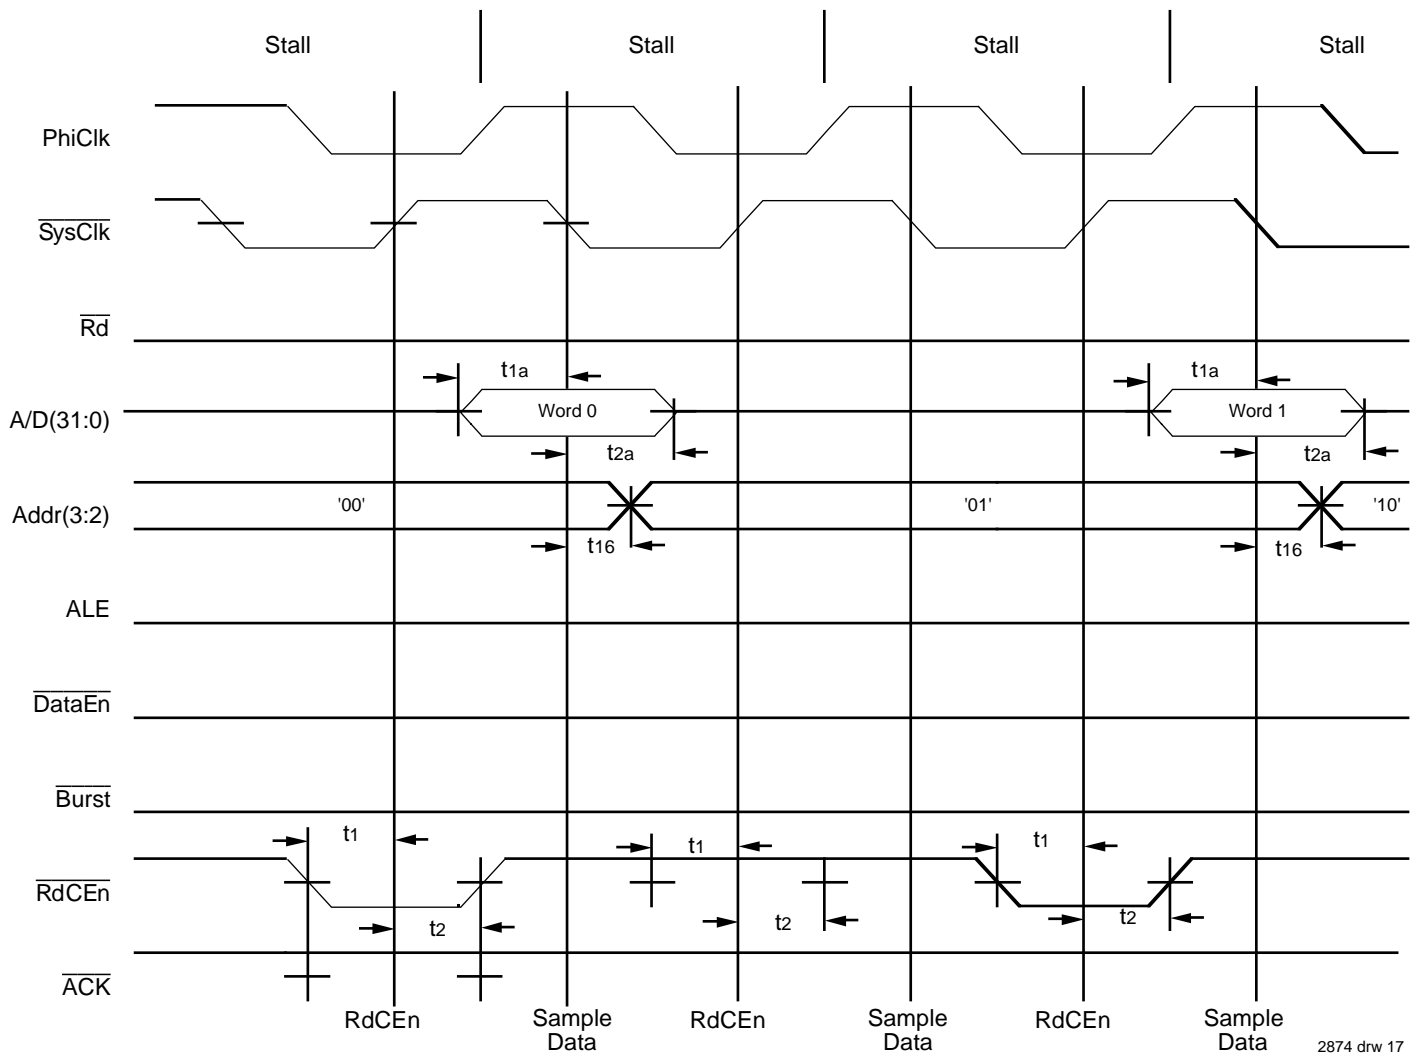 Stall Stall Stall Stall
PhiClk
SysClk
Rd
t1a t1a
A/D(31:0) Word 0 Word 1
t2a t2a
Addr(3:2) '00' '01' '10'
t16 t16
ALE
DataEn
Burst
t1 t1 t1
RdCEn
t2 t2 t2
ACK
RdCEn Sample RdCEn Sample RdCEn Sample
Data Data Data
2874 drw 17